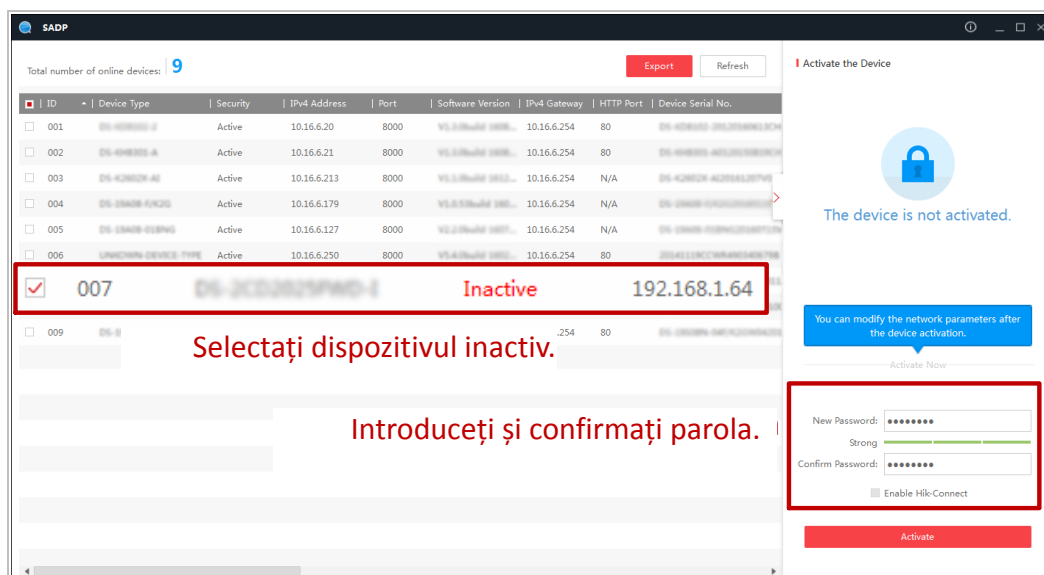 SADP
Total number of online devices: 9
Export
Refresh
ID Device Type Security IPv4 Address Port Software Version IPv4 Gateway HTTP Port Device Serial No.
001 Active 10.16.6.20 8000 10.16.6.254 80
002 Active 10.16.6.21 8000 10.16.6.254 80
003 Active 10.16.6.213 8000 10.16.6.254 N/A
004 Active 10.16.6.179 8000 10.16.6.254 N/A
005 Active 10.16.6.127 8000 10.16.6.254 N/A
006 Active 10.16.6.250 8000 10.16.6.254 80
007 Inactive 192.168.1.64
009 .254 80
Selectați dispozitivul inactiv.
Introduceți și confirmați parola.
Activate the Device
The device is not activated.
You can modify the network parameters after
the device activation.
Activate Now
New Password: ●●●●●●●●
Strong
Confirm Password: ●●●●●●●●
Enable Hik-Connect
Activate